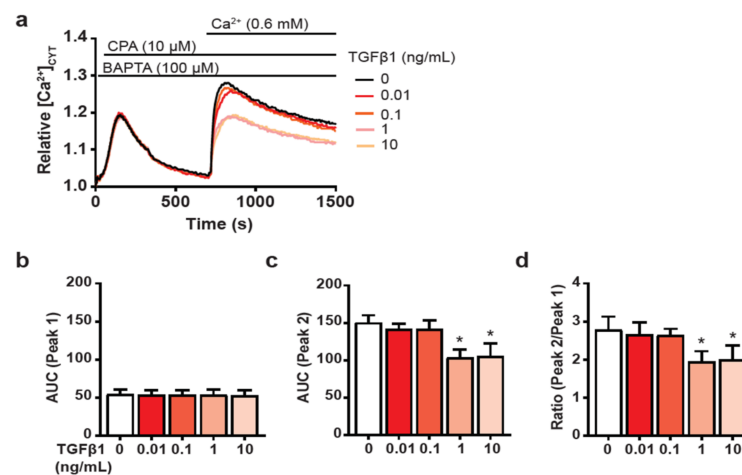 a
Ca²⁺ (0.6 mM)
CPA (10 µM)
BAPTA (100 µM)
Relative [Ca²⁺]CYT
1.4
1.3
1.2
1.1
1.0
0 500 1000 1500
Time (s)
TGFβ1 (ng/mL)
0
0.01
0.1
1
10
b
AUC (Peak 1)
200
150
100
50
0
TGFβ1 0 0.01 0.1 1 10
(ng/mL)
c
AUC (Peak 2)
200
150
100
50
0
* *
0 0.01 0.1 1 10
d
Ratio (Peak 2/Peak 1)
4
3
2
1
0
* *
0 0.01 0.1 1 10